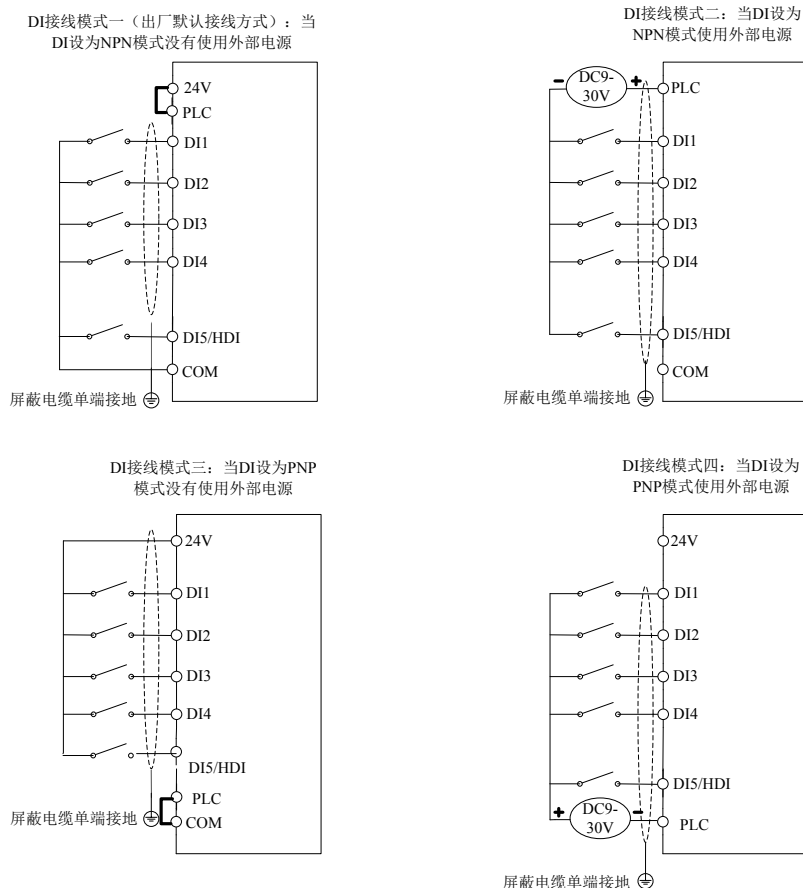 DI接线模式一（出厂默认接线方式）：当
DI设为NPN模式没有使用外部电源
24V
PLC
DI1
DI2
DI3
DI4
DI5/HDI
COM
屏蔽电缆单端接地
DI接线模式二：当DI设为
NPN模式使用外部电源
- DC9- +
30V
PLC
DI1
DI2
DI3
DI4
DI5/HDI
COM
屏蔽电缆单端接地
DI接线模式三：当DI设为PNP
模式没有使用外部电源
24V
DI1
DI2
DI3
DI4
DI5/HDI
PLC
COM
屏蔽电缆单端接地
DI接线模式四：当DI设为
PNP模式使用外部电源
24V
DI1
DI2
DI3
DI4
DI5/HDI
+ DC9- -
30V
PLC
屏蔽电缆单端接地